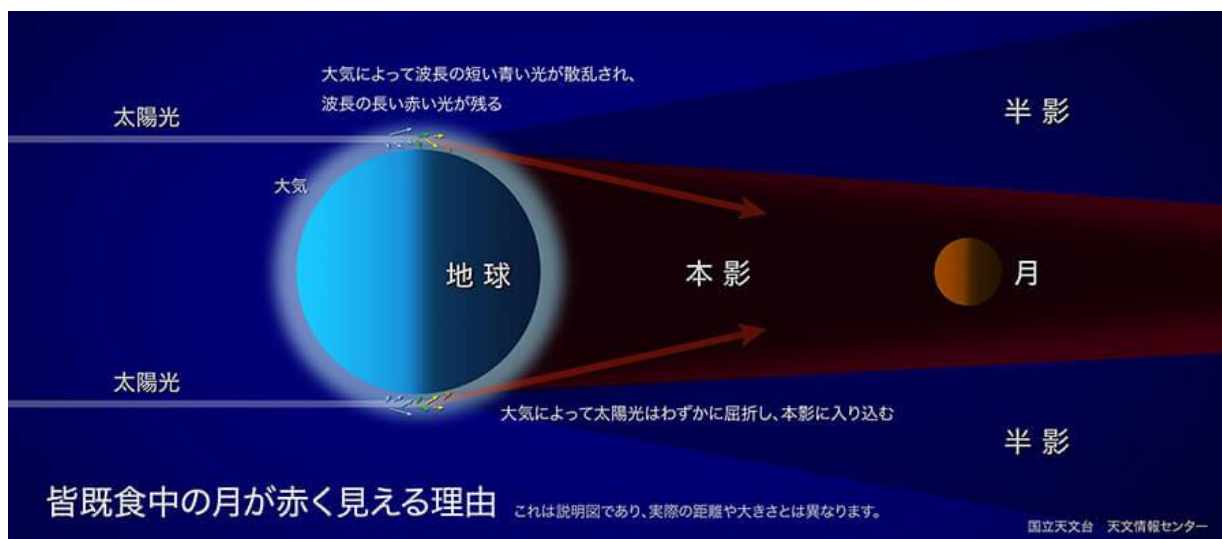 大気によって波長の短い青い光が散乱され、
波長の長い赤い光が残る
太陽光
半影
大気
地球
本影
月
太陽光
大気によって太陽光はわずかに屈折し、本影に入り込む
半影
皆既食中の月が赤く見える理由
これは説明図であり、実際の距離や大きさとは異なります。
国立天文台 天文情報センター